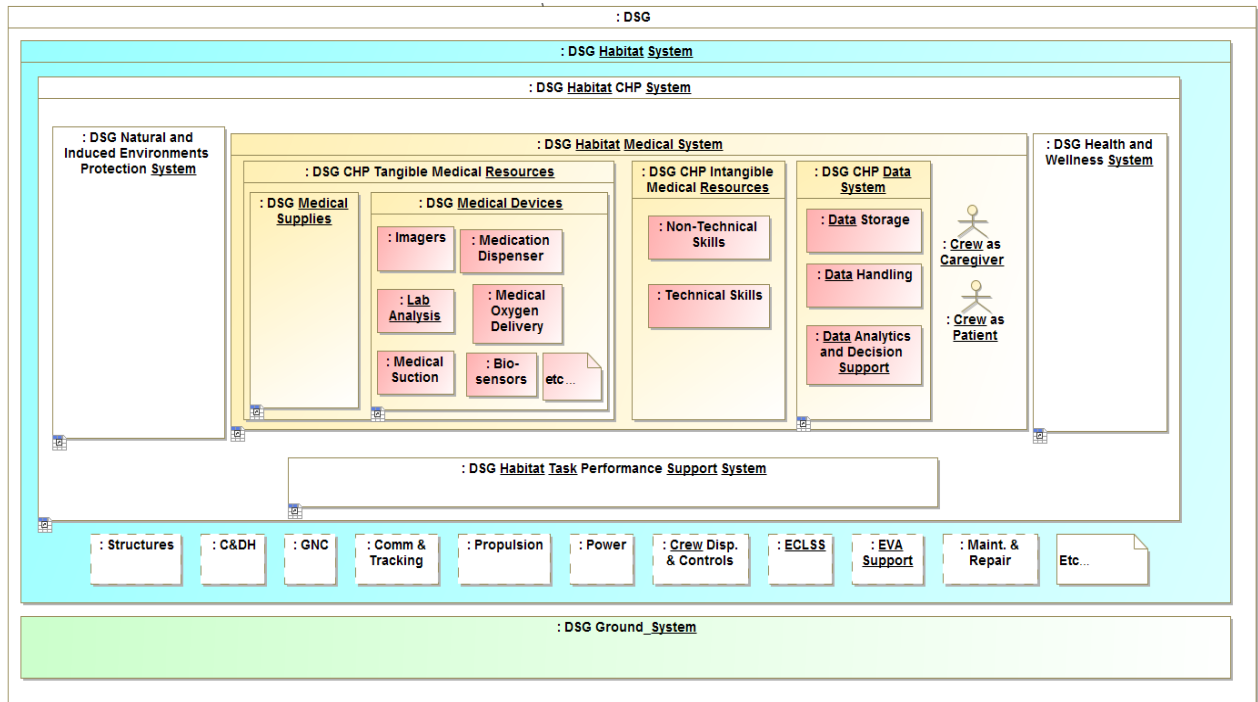 : DSG
: DSG Habitat System
: DSG Habitat CHP System
: DSG Natural and
Induced Environments
Protection System
: DSG Habitat Medical System
: DSG Health and
Wellness System
: DSG CHP Tangible Medical Resources
: DSG CHP Intangible
Medical Resources
: DSG CHP Data
System
: DSG Medical
Supplies
: DSG Medical Devices
: Imagers
: Medication
Dispenser
: Lab
Analysis
: Medical
Oxygen
Delivery
: Medical
Suction
: Bio-
sensors
etc...
: Non-Technical
Skills
: Technical Skills
: Data Storage
: Data Handling
: Data Analytics
and Decision
Support
: Crew as
Caregiver
: Crew as
Patient
: DSG Habitat Task Performance Support System
: Structures
: C&DH
: GNC
: Comm &
Tracking
: Propulsion
: Power
: Crew Disp.
& Controls
: ECLSS
: EVA
Support
: Maint. &
Repair
Etc...
: DSG Ground_System